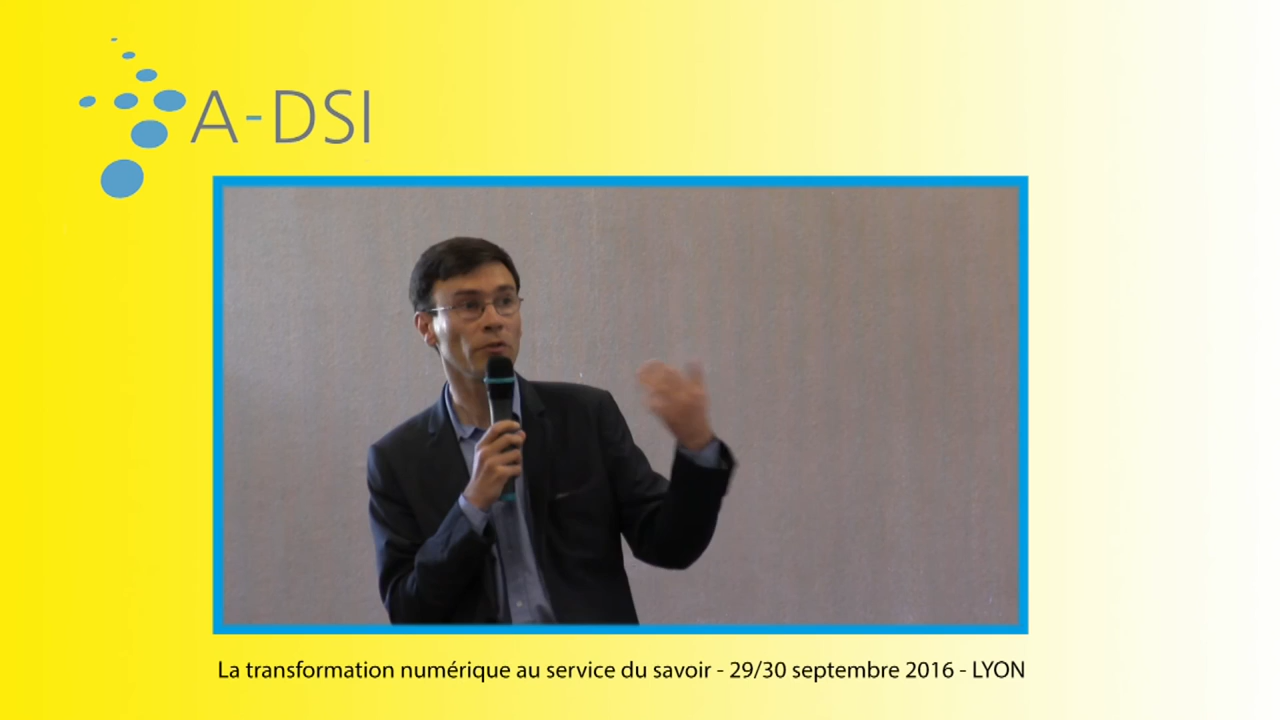 A-DSI
La transformation numérique au service du savoir - 29/30 septembre 2016 - LYON